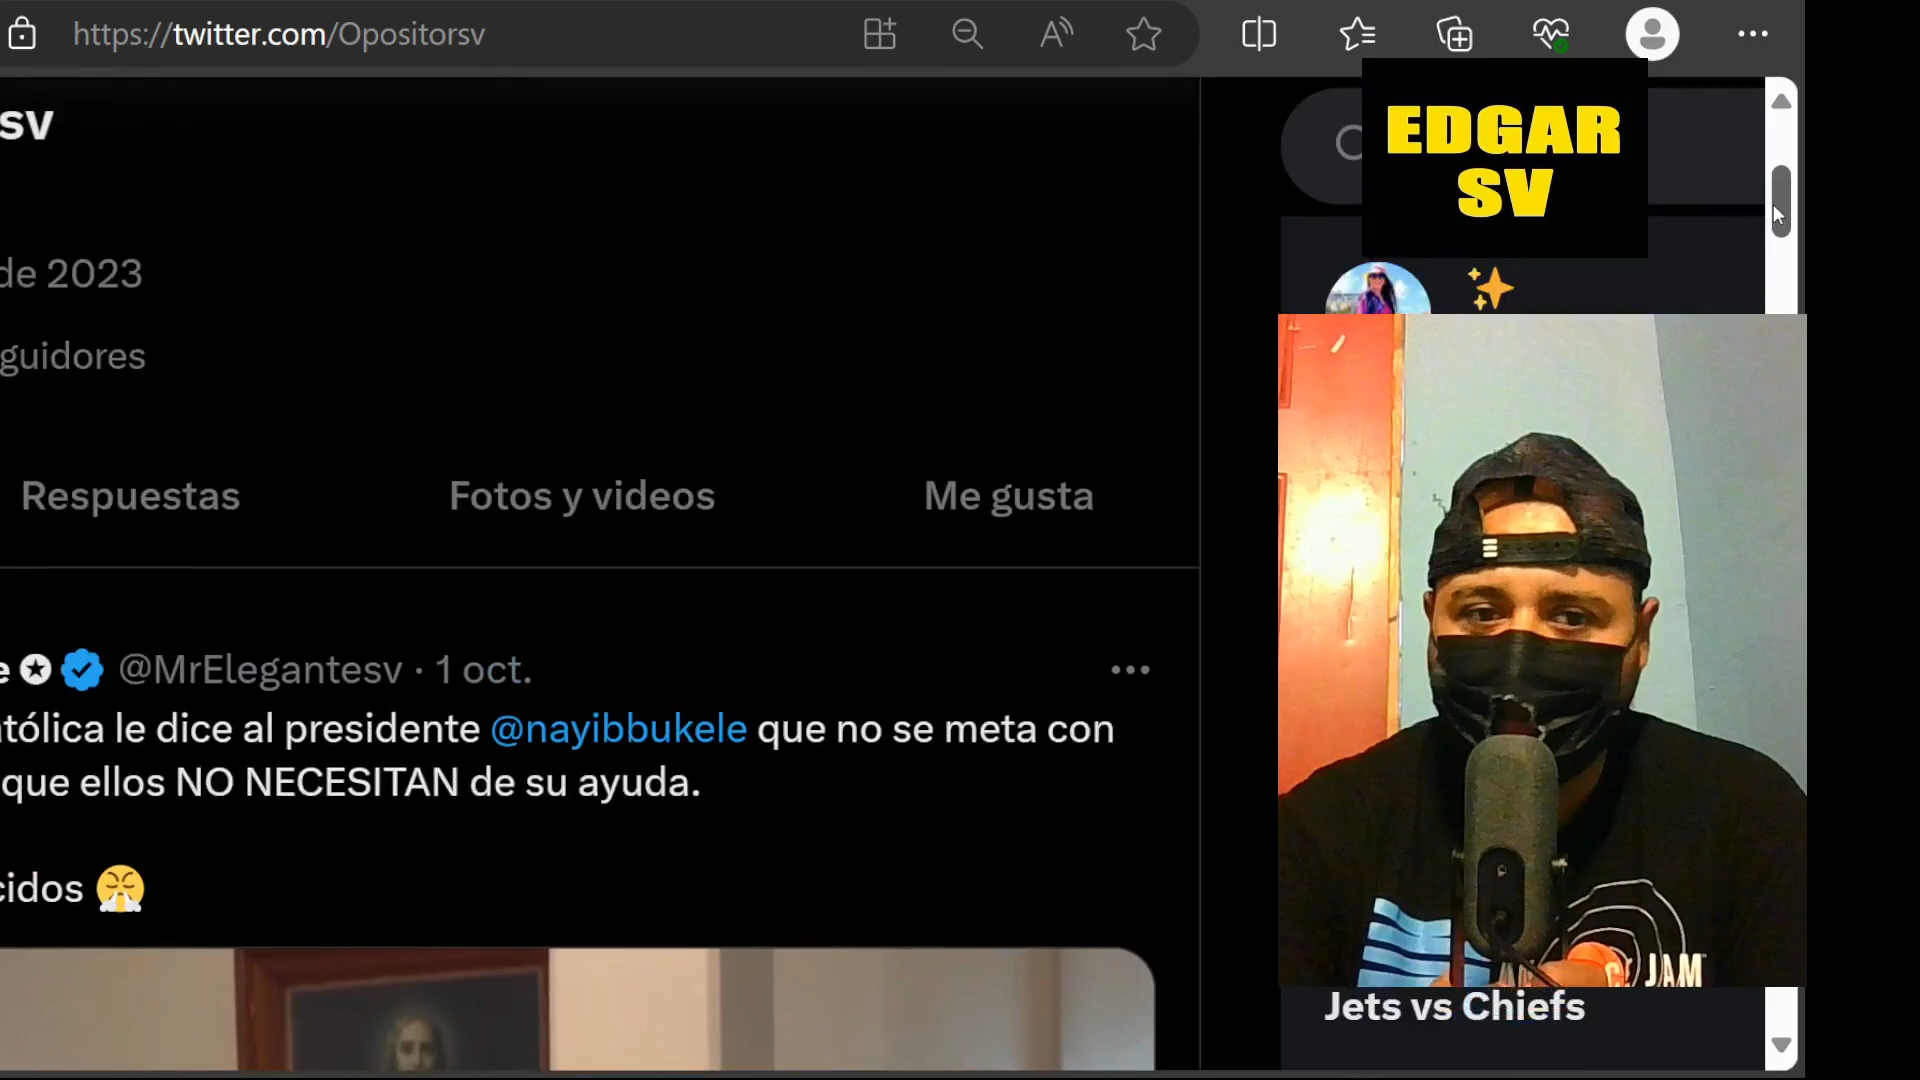 https://twitter.com/Opositorsv
EDGAR
SV
sv
de 2023
guidores
Respuestas
Fotos y videos
Me gusta
e @MrElegantesv · 1 oct.
atólica le dice al presidente @nayibbukele que no se meta con
que ellos NO NECESITAN de su ayuda.
cidos
JAM
Jets vs Chiefs